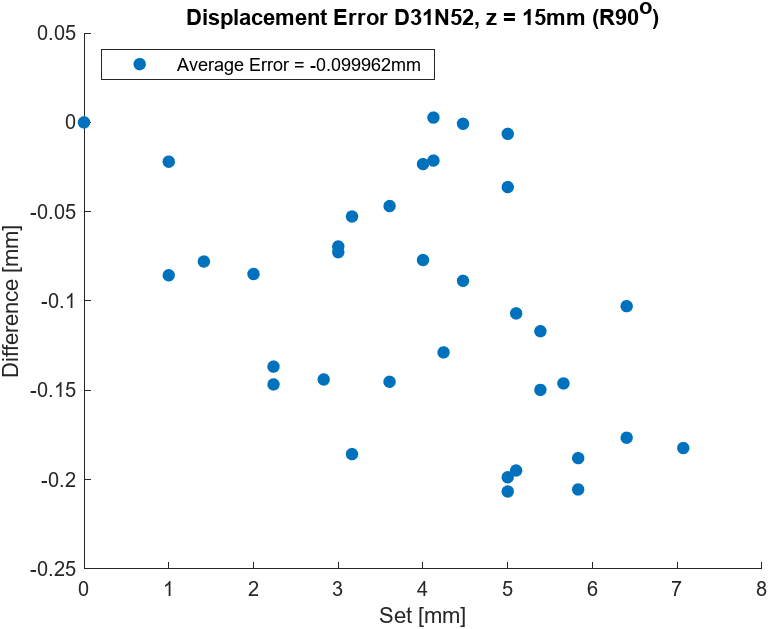 Displacement Error D31N52, z = 15mm (R90º)
Average Error = -0.099962mm
0.05
0
-0.05
-0.1
-0.15
-0.2
-0.25
Difference [mm]
0 1 2 3 4 5 6 7 8
Set [mm]